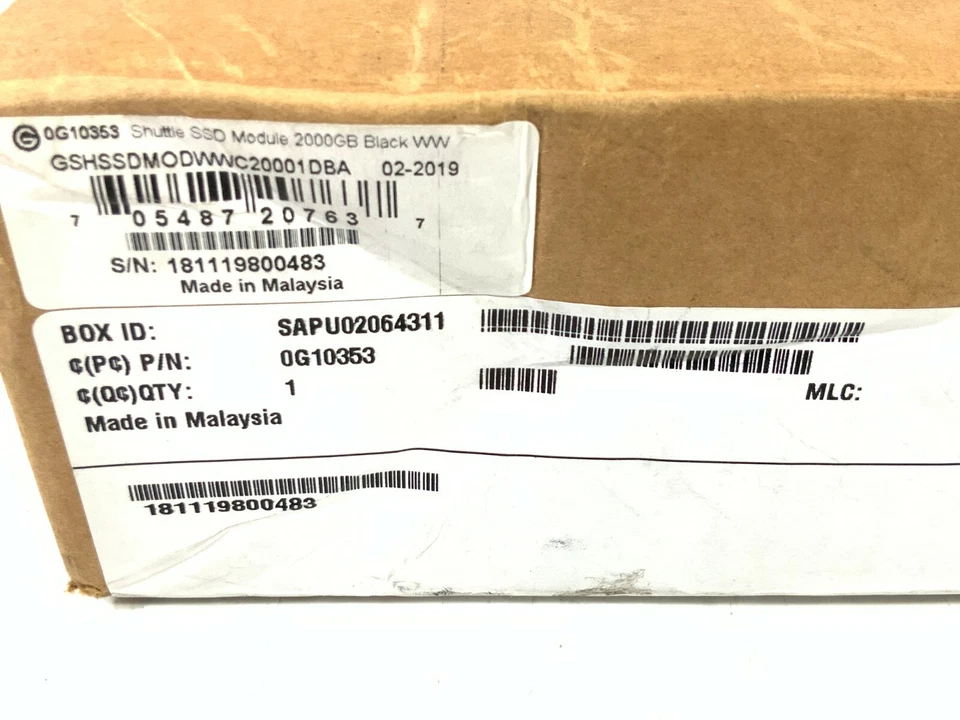 0G10353 Shuttle SSD Module 2000GB Black WW
GSHSSDMODWWC20001DBA 02-2019
7 05487 20763 7
S/N: 181119800483
Made in Malaysia
BOX ID: SAPU02064311
¢(P¢) P/N: 0G10353
¢(Q¢)QTY: 1
MLC:
Made in Malaysia
181119800483